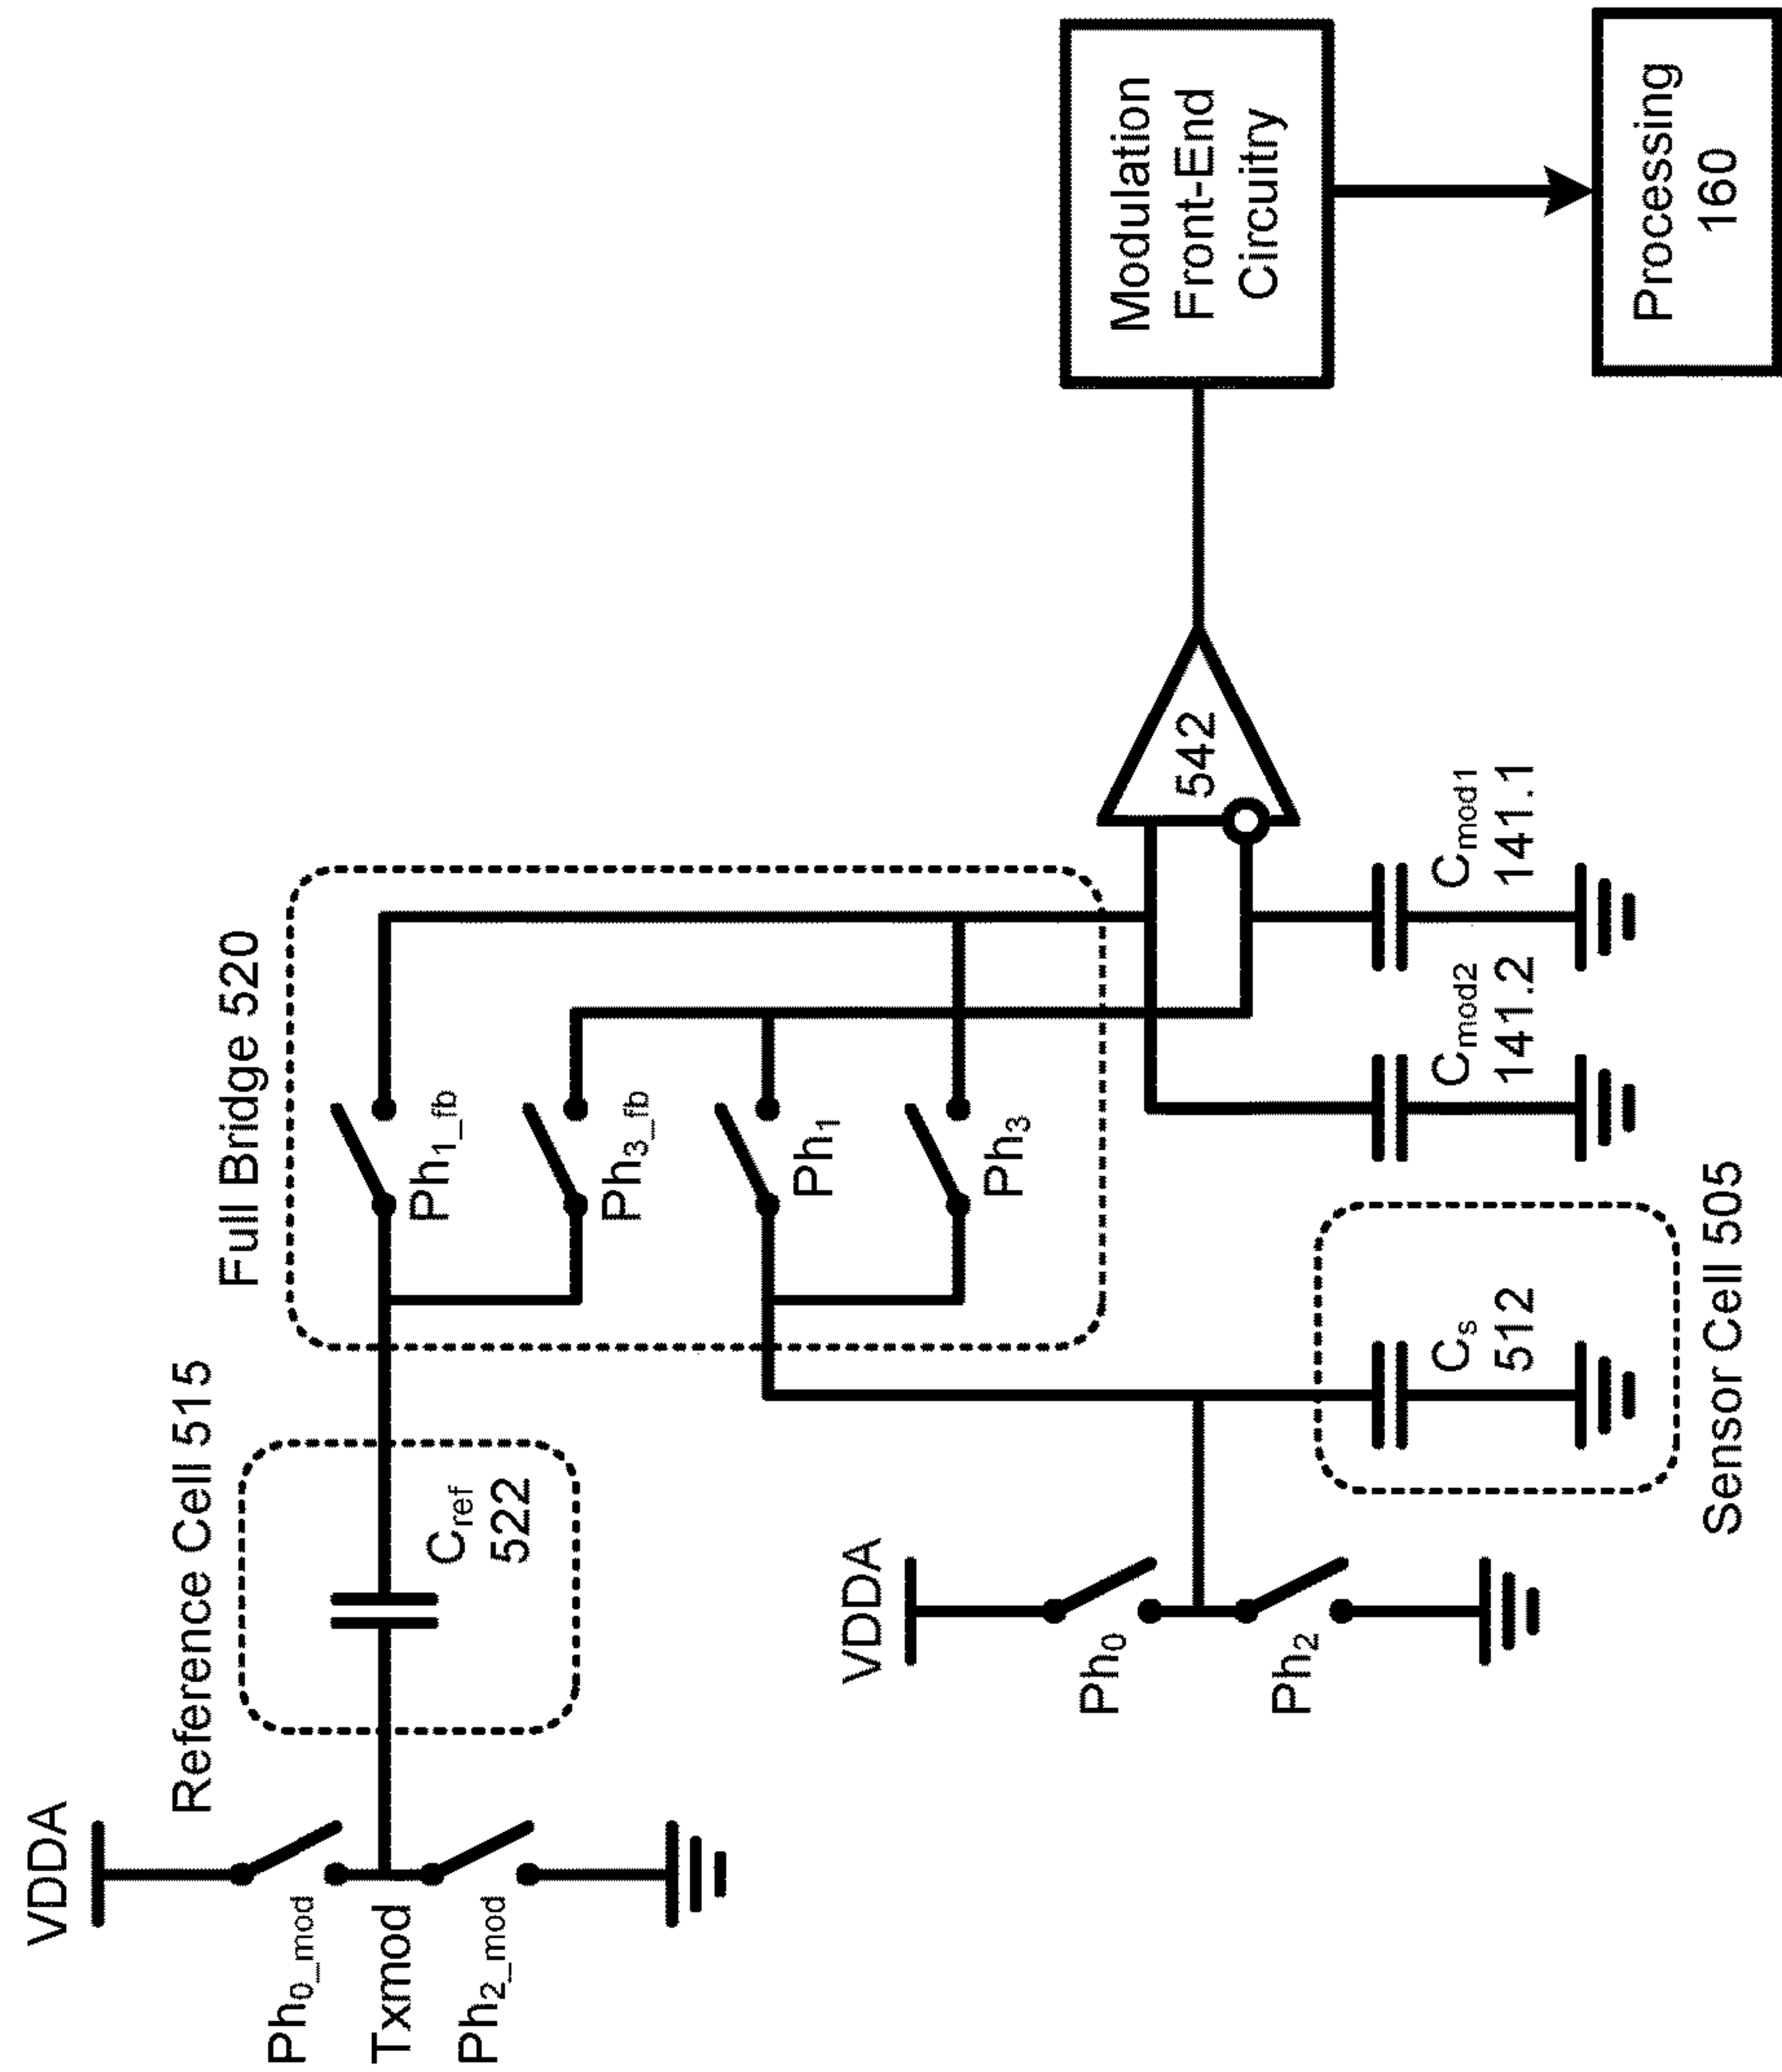 VDDA
Ph0_mod
Txmod
Ph2_mod
Reference Cell 515
Cref
522
Full Bridge 520
Ph1_fb
Ph3_fb
Ph1
Ph3
VDDA
Ph0
Ph2
Cs
512
Sensor Cell 505
Cmod2
141.2
Cmod1
141.1
542
Modulation
Front-End
Circuitry
Processing
160